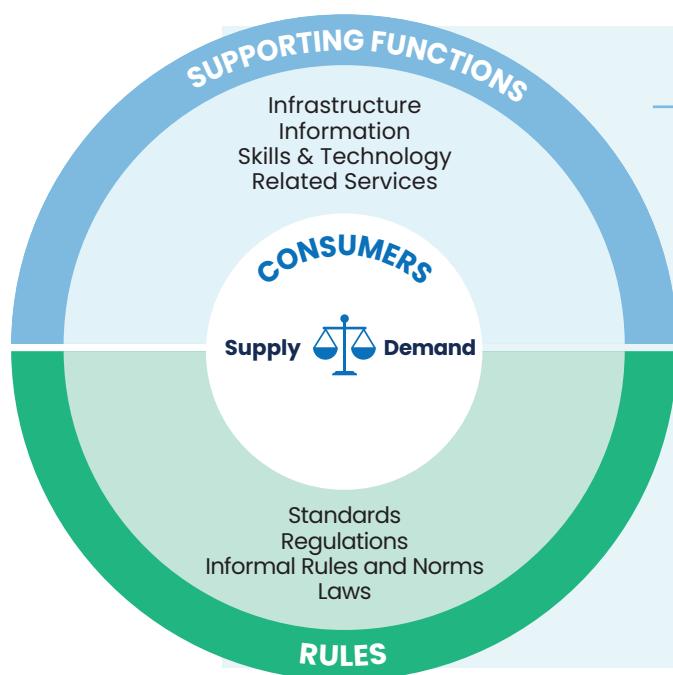 SUPPORTING FUNCTIONS
Infrastructure
Information
Skills & Technology
Related Services
CONSUMERS
Supply Demand
Standards
Regulations
Informal Rules and Norms
Laws
RULES